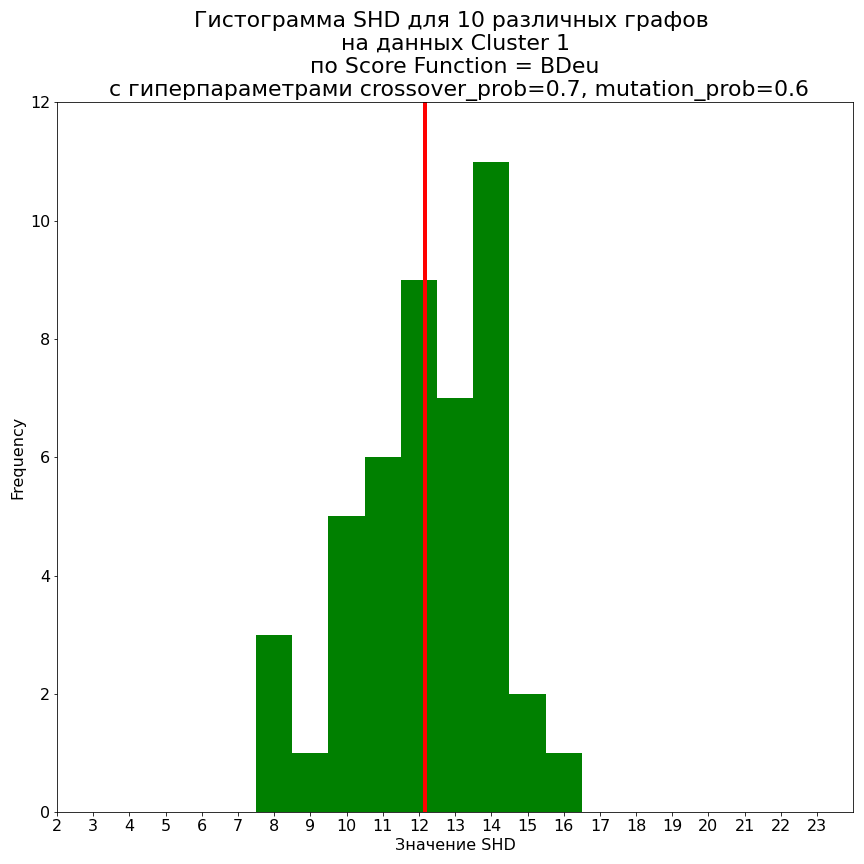 Гистограмма SHD для 10 различных графов
на данных Cluster 1
по Score Function = BDeu
с гиперпараметрами crossover_prob=0.7, mutation_prob=0.6
12
10
8
6
4
2
0
Frequency
2 3 4 5 6 7 8 9 10 11 12 13 14 15 16 17 18 19 20 21 22 23
Значение SHD